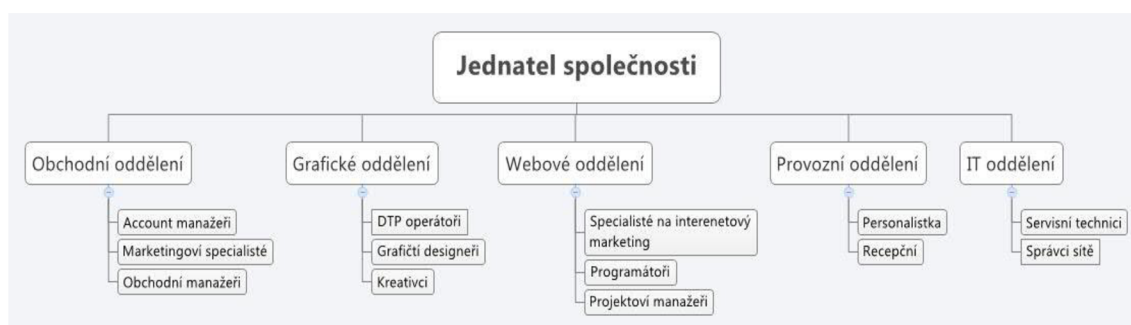 Jednatel společnosti
Obchodní oddělení
Account manažeři
Marketingoví specialisté
Obchodní manažeři
Grafické oddělení
DTP operátoři
Grafičtí designeři
Kreativci
Webové oddělení
Specialisté na interenetový
marketing
Programátoři
Projektoví manažeři
Provozní oddělení
Personalistka
Recepční
IT oddělení
Servisní technici
Správci sítě